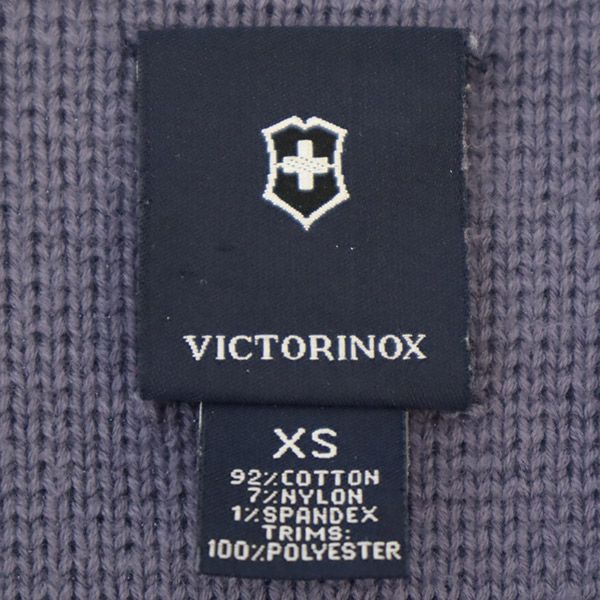 VICTORINOX
XS
92%COTTON
7%NYLON
1%SPANDEX
TRIMS:
100%POLYESTER